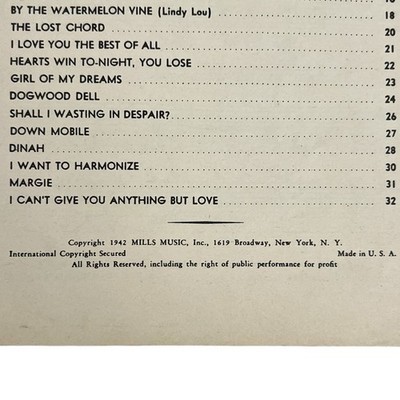 BY THE WATERMELON VINE (Lindy Lou) 18
THE LOST CHORD 20
I LOVE YOU THE BEST OF ALL 21
HEARTS WIN TO-NIGHT, YOU LOSE 22
GIRL OF MY DREAMS 23
DOGWOOD DELL 24
SHALL I WASTING IN DESPAIR? 26
DOWN MOBILE 27
DINAH 28
I WANT TO HARMONIZE 30
MARGIE 31
I CAN'T GIVE YOU ANYTHING BUT LOVE 32
Copyright 1942 MILLS MUSIC, Inc., 1619 Broadway, New York, N. Y.
International Copyright Secured Made in U. S. A.
All Rights Reserved, including the right of public performance for profit